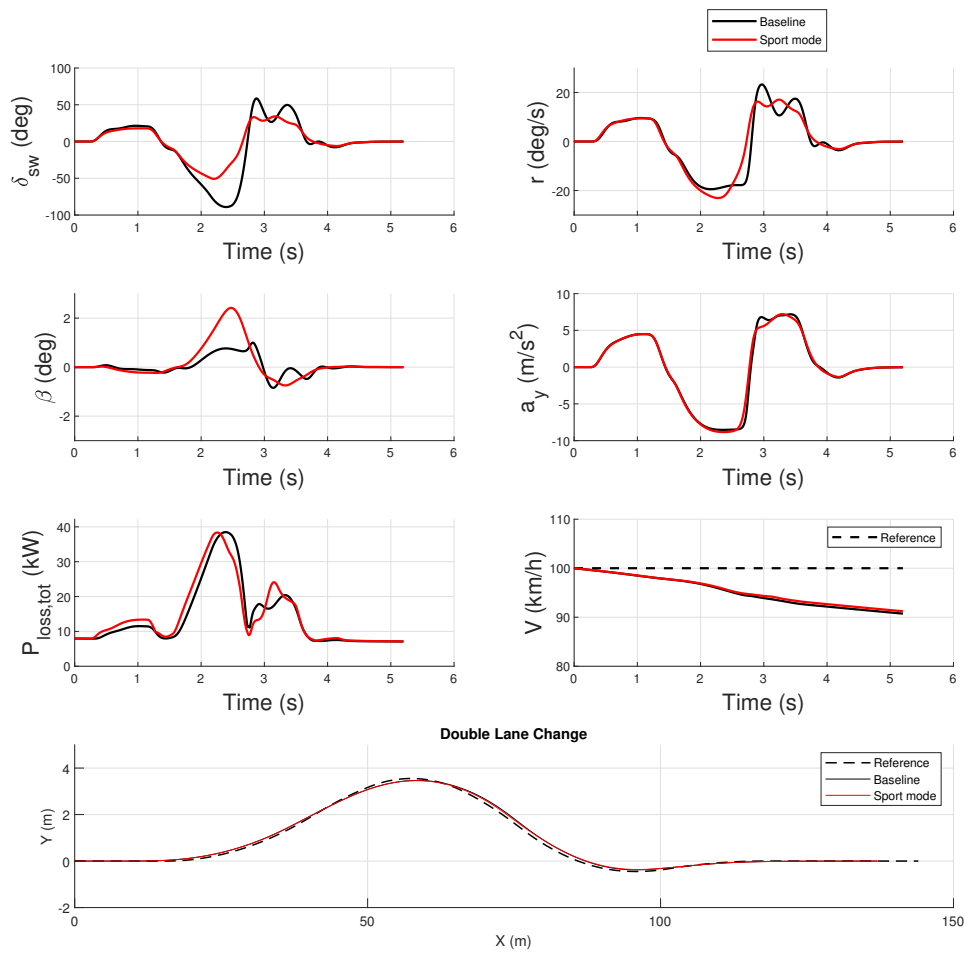 Baseline
Sport mode
100
50
0
-50
-100
δsw (deg)
0 1 2 3 4 5 6
Time (s)
20
0
-20
r (deg/s)
0 1 2 3 4 5 6
Time (s)
2
0
-2
β (deg)
0 1 2 3 4 5 6
Time (s)
10
5
0
-5
-10
a_y (m/s²)
0 1 2 3 4 5 6
Time (s)
40
30
20
10
0
P_loss,tot (kW)
0 1 2 3 4 5 6
Time (s)
110
100
90
80
V (km/h)
Reference
0 1 2 3 4 5 6
Time (s)
Double Lane Change
4
2
0
-2
Y (m)
Reference
Baseline
Sport mode
0 50 100 150
X (m)